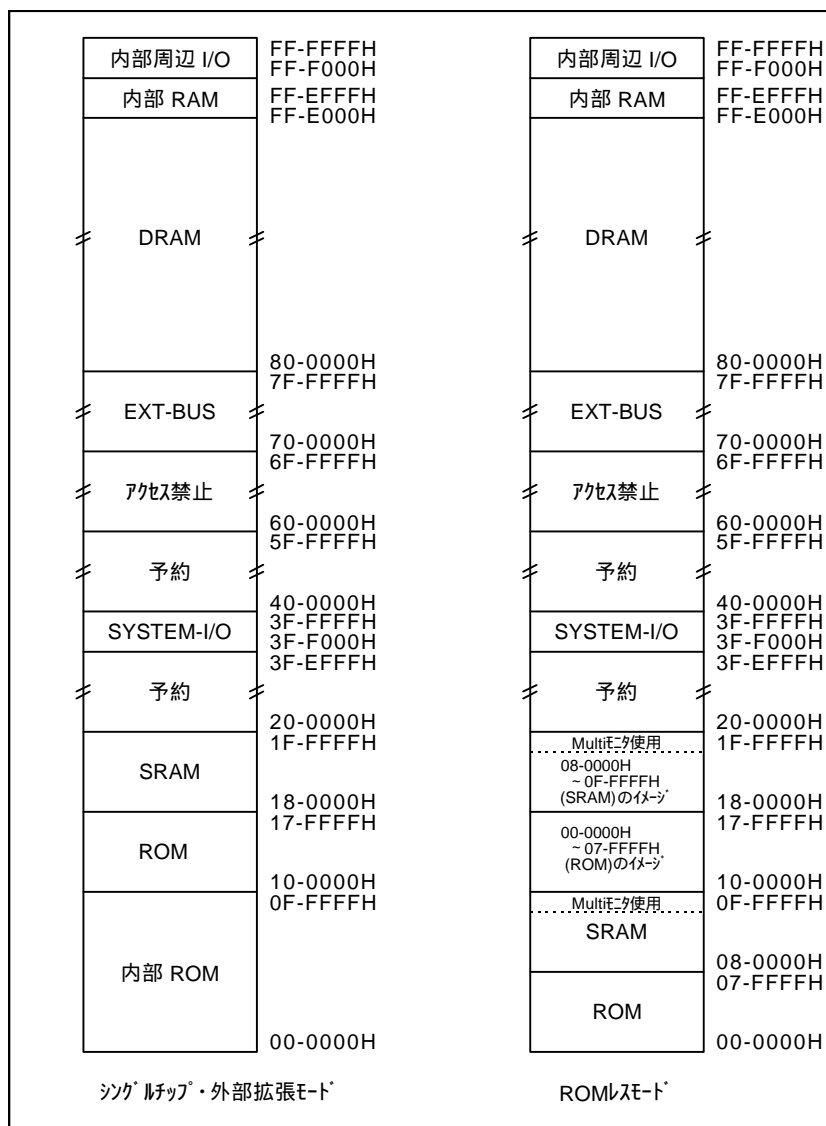 内部周辺 I/O
FF-FFFFH
FF-F000H
内部 RAM
FF-EFFFH
FF-E000H
DRAM
80-0000H
7F-FFFFH
EXT-BUS
70-0000H
6F-FFFFH
ｱｸｾｽ禁止
60-0000H
5F-FFFFH
予約
40-0000H
3F-FFFFH
SYSTEM-I/O
3F-F000H
3F-EFFFH
予約
20-0000H
1F-FFFFH
SRAM
18-0000H
17-FFFFH
ROM
10-0000H
0F-FFFFH
内部 ROM
00-0000H
ｼﾝｸﾞﾙﾁｯﾌﾟ・外部拡張ﾓｰﾄﾞ
内部周辺 I/O
FF-FFFFH
FF-F000H
内部 RAM
FF-EFFFH
FF-E000H
DRAM
80-0000H
7F-FFFFH
EXT-BUS
70-0000H
6F-FFFFH
ｱｸｾｽ禁止
60-0000H
5F-FFFFH
予約
40-0000H
3F-FFFFH
SYSTEM-I/O
3F-F000H
3F-EFFFH
予約
20-0000H
Multiﾓﾆﾀ使用
1F-FFFFH
08-0000H
~ 0F-FFFFH
(SRAM)のｲﾒｰｼﾞ
18-0000H
17-FFFFH
00-0000H
~ 07-FFFFH
(ROM)のｲﾒｰｼﾞ
10-0000H
Multiﾓﾆﾀ使用
0F-FFFFH
SRAM
08-0000H
07-FFFFH
ROM
00-0000H
ROMﾚｽﾓｰﾄﾞ